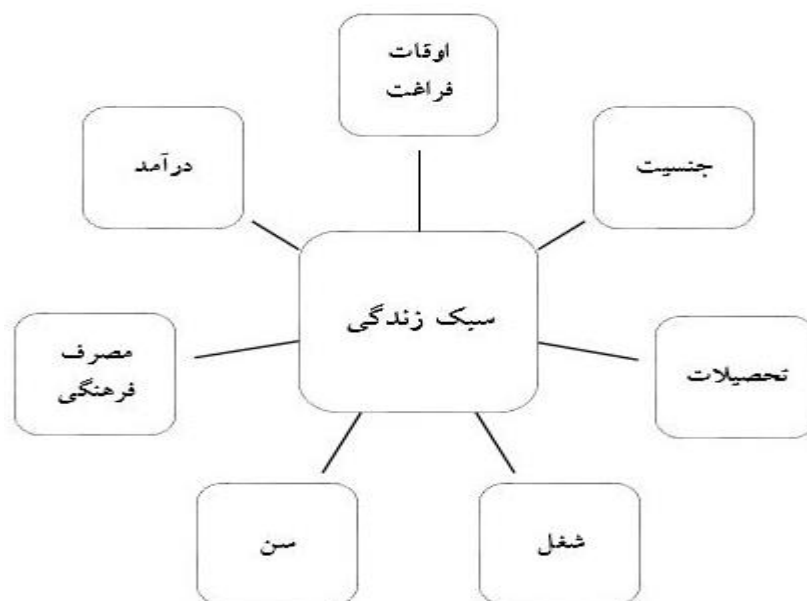 اوقات
فراغت
جنسیت
درآمد
سبک زندگی
مصرف
فرهنگی
تحصیلات
شغل
سن